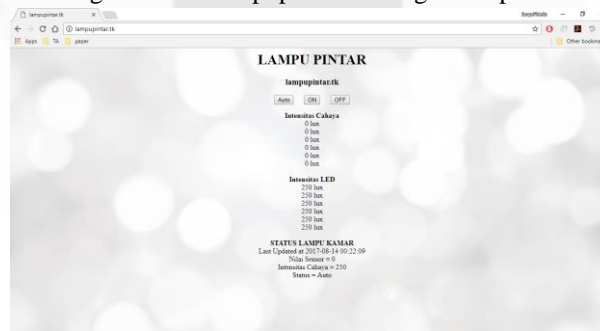 lampupintar.tk
lampupintar.tk
Apps TA paper Other bookma
LAMPU PINTAR
lampupintar.tk
Auto ON OFF
Intensitas Cahaya
0 lux
0 lux
0 lux
0 lux
0 lux
0 lux
Intensitas LED
250 lux
250 lux
250 lux
250 lux
250 lux
250 lux
STATUS LAMPU KAMAR
Last Updated at 2017-08-14 00:22:09
Nilai Sensor = 0
Intensitas Cahaya = 250
Status = Auto